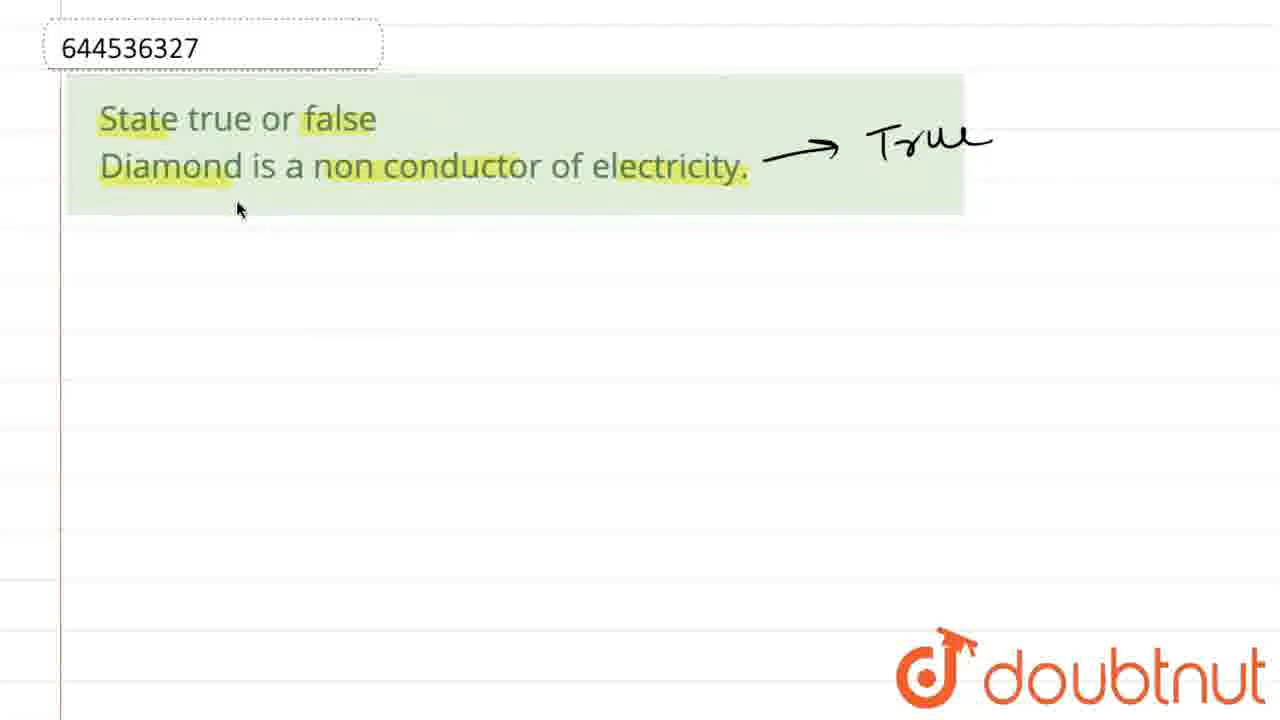 644536327
State true or false
Diamond is a non conductor of electricity. → True
doubtnut